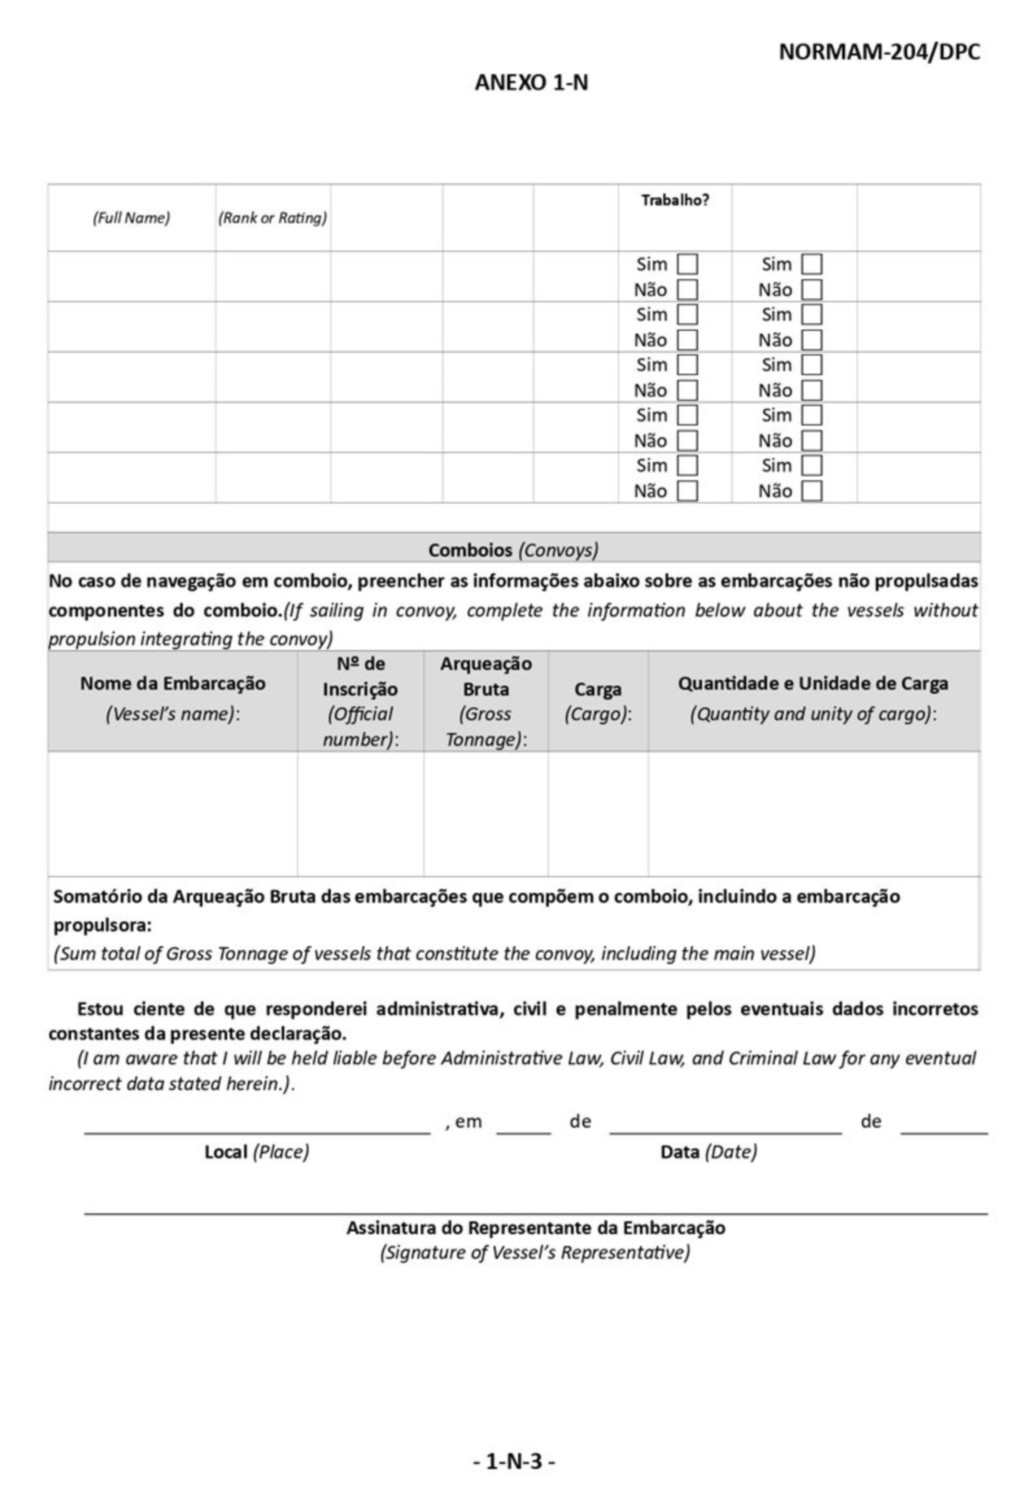 NORMAM-204/DPC
ANEXO 1-N
(Full Name) (Rank or Rating) Trabalho?
Sim Sim
Não Não
Sim Sim
Não Não
Sim Sim
Não Não
Sim Sim
Não Não
Sim Sim
Não Não
Comboios (Convoys)
No caso de navegação em comboio, preencher as informações abaixo sobre as embarcações não propulsadas
componentes do comboio.(If sailing in convoy, complete the information below about the vessels without
propulsion integrating the convoy)
Nome da Embarcação
(Vessel's name):
Nº de
Inscrição
(Official
number):
Arqueação
Bruta
(Gross
Tonnage):
Carga
(Cargo):
Quantidade e Unidade de Carga
(Quantity and unity of cargo):
Somatório da Arqueação Bruta das embarcações que compõem o comboio, incluindo a embarcação
propulsora:
(Sum total of Gross Tonnage of vessels that constitute the convoy, including the main vessel)
Estou ciente de que responderei administrativa, civil e penalmente pelos eventuais dados incorretos
constantes da presente declaração.
(I am aware that I will be held liable before Administrative Law, Civil Law, and Criminal Law for any eventual
incorrect data stated herein.).
, em de de
Local (Place) Data (Date)
Assinatura do Representante da Embarcação
(Signature of Vessel's Representative)
- 1-N-3 -